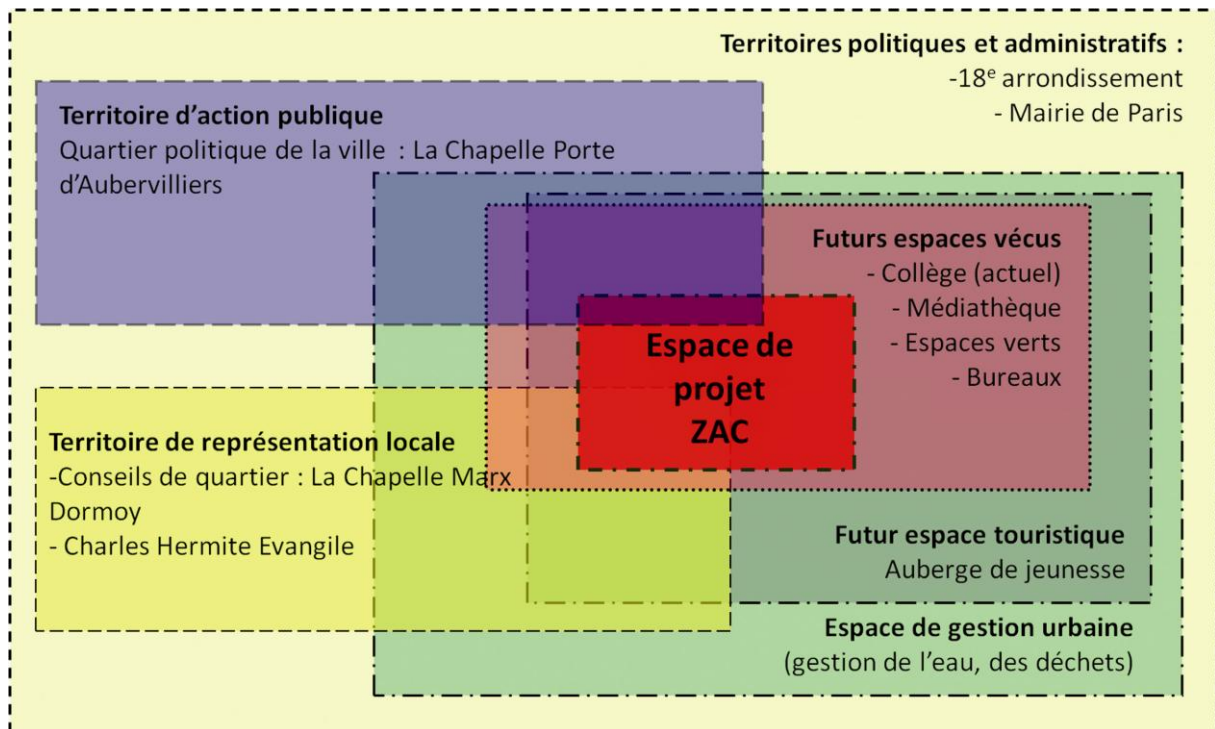 Territoires politiques et administratifs :
-18e arrondissement
- Mairie de Paris
Territoire d’action publique
Quartier politique de la ville : La Chapelle Porte
d’Aubervilliers
Futurs espaces vécus
- Collège (actuel)
- Médiathèque
- Espaces verts
- Bureaux
Espace de
projet
ZAC
Territoire de représentation locale
-Conseils de quartier : La Chapelle Marx
Dormoy
- Charles Hermite Evangile
Futur espace touristique
Auberge de jeunesse
Espace de gestion urbaine
(gestion de l’eau, des déchets)